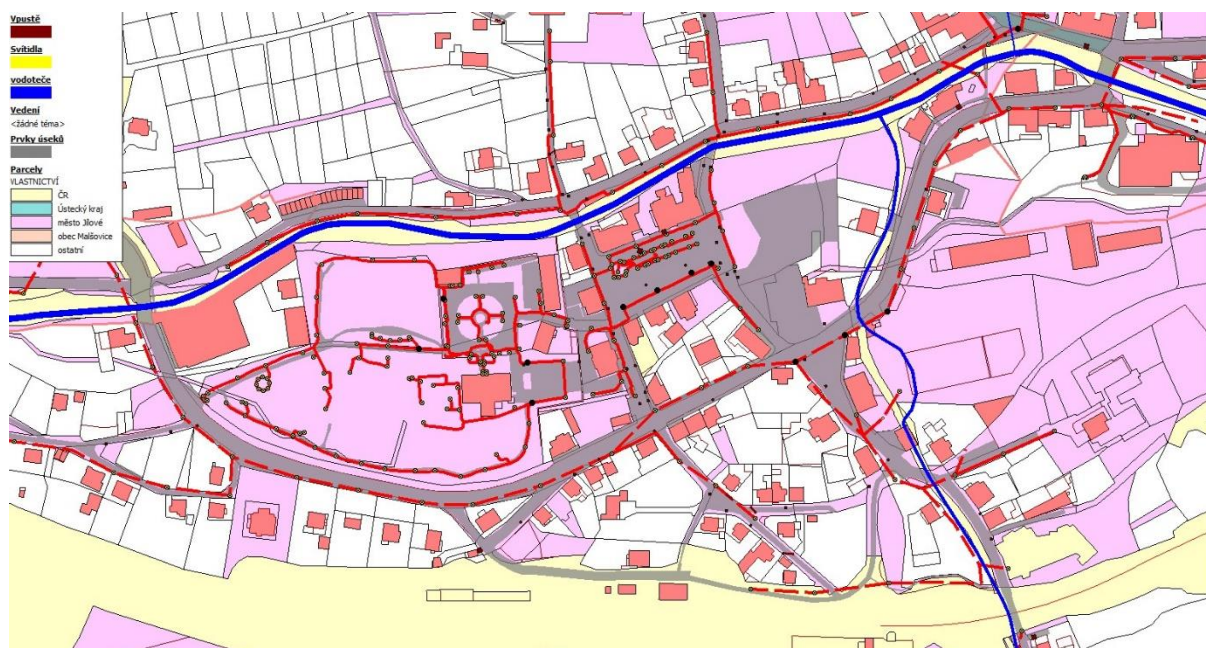 Vpustě
Svítidla
vodoteče
Vedení
<žádné téma>
Prvky úseků
Parcely
VLASTNICTVÍ
ČR
Ústecký kraj
město Jílové
obec Malšovice
ostatní